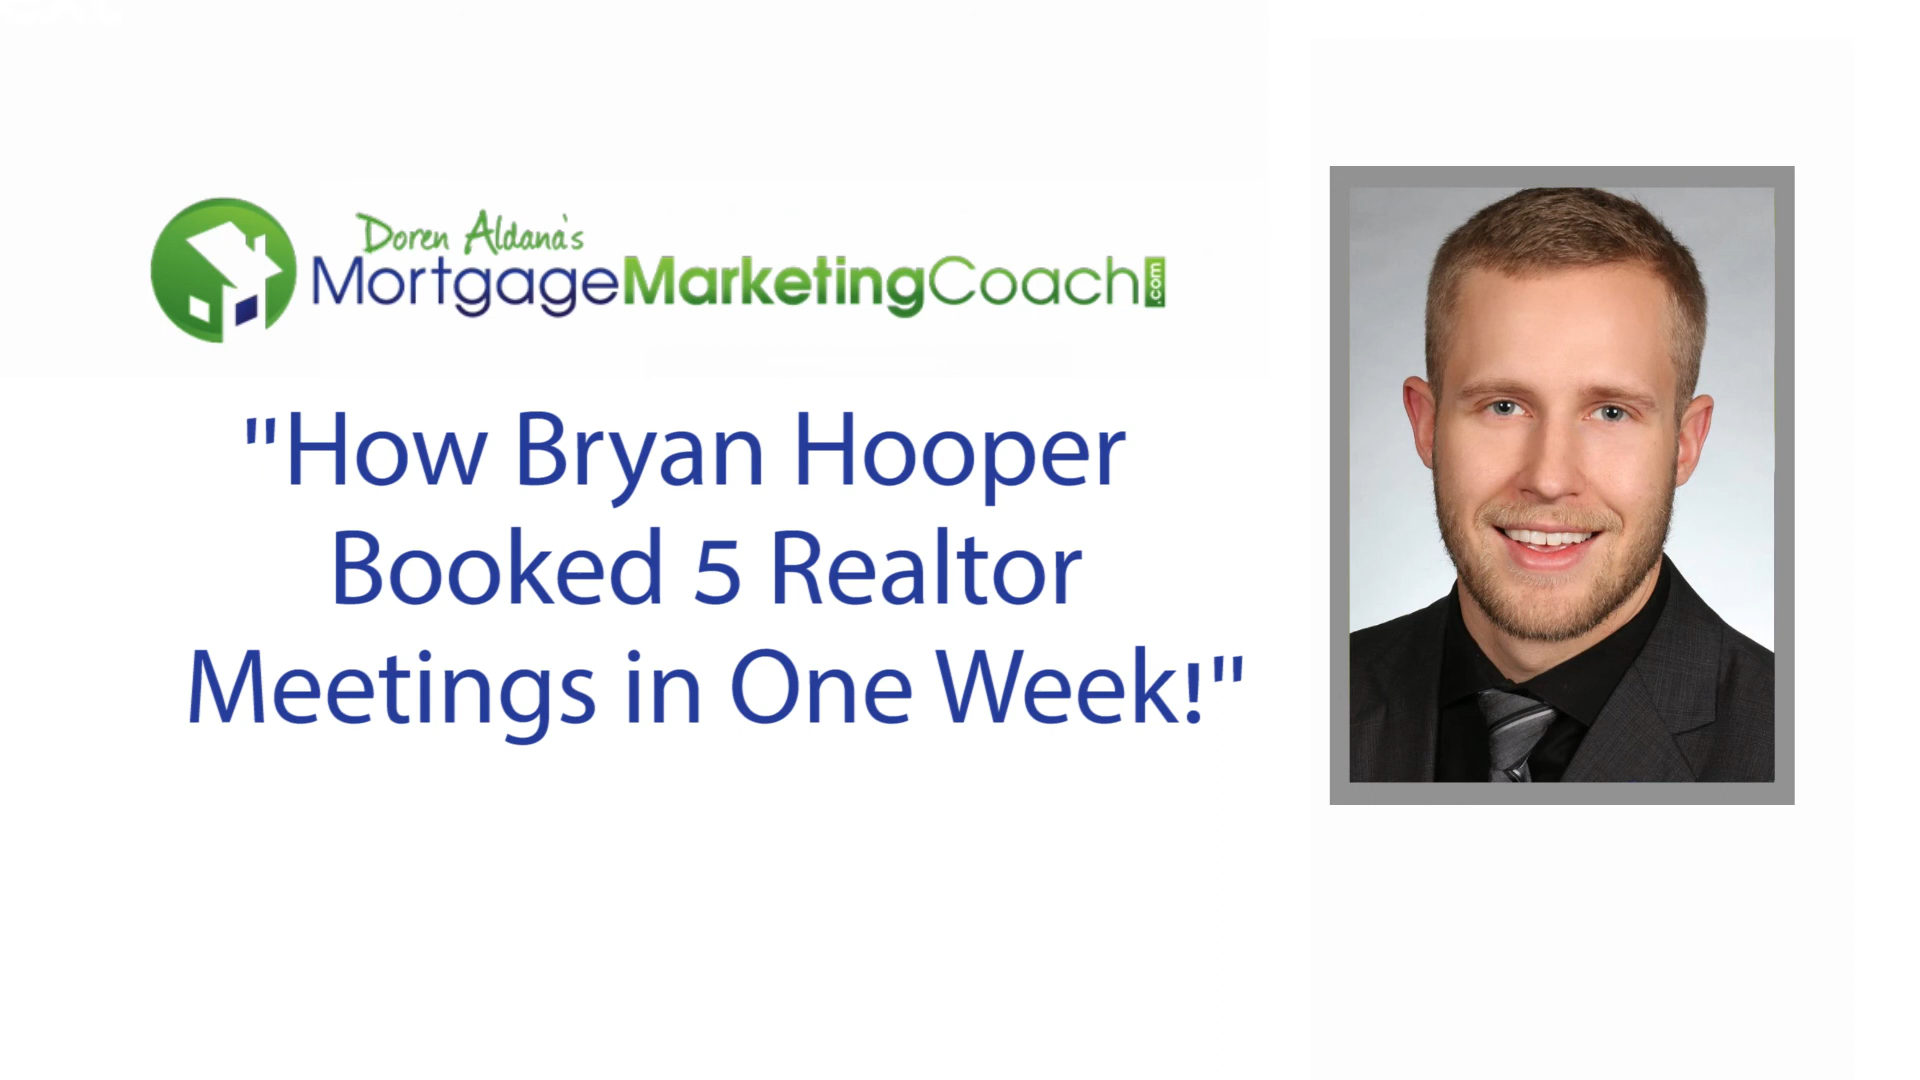 Doren Aldana's
MortgageMarketingCoach.com
"How Bryan Hooper
Booked 5 Realtor
Meetings in One Week!"